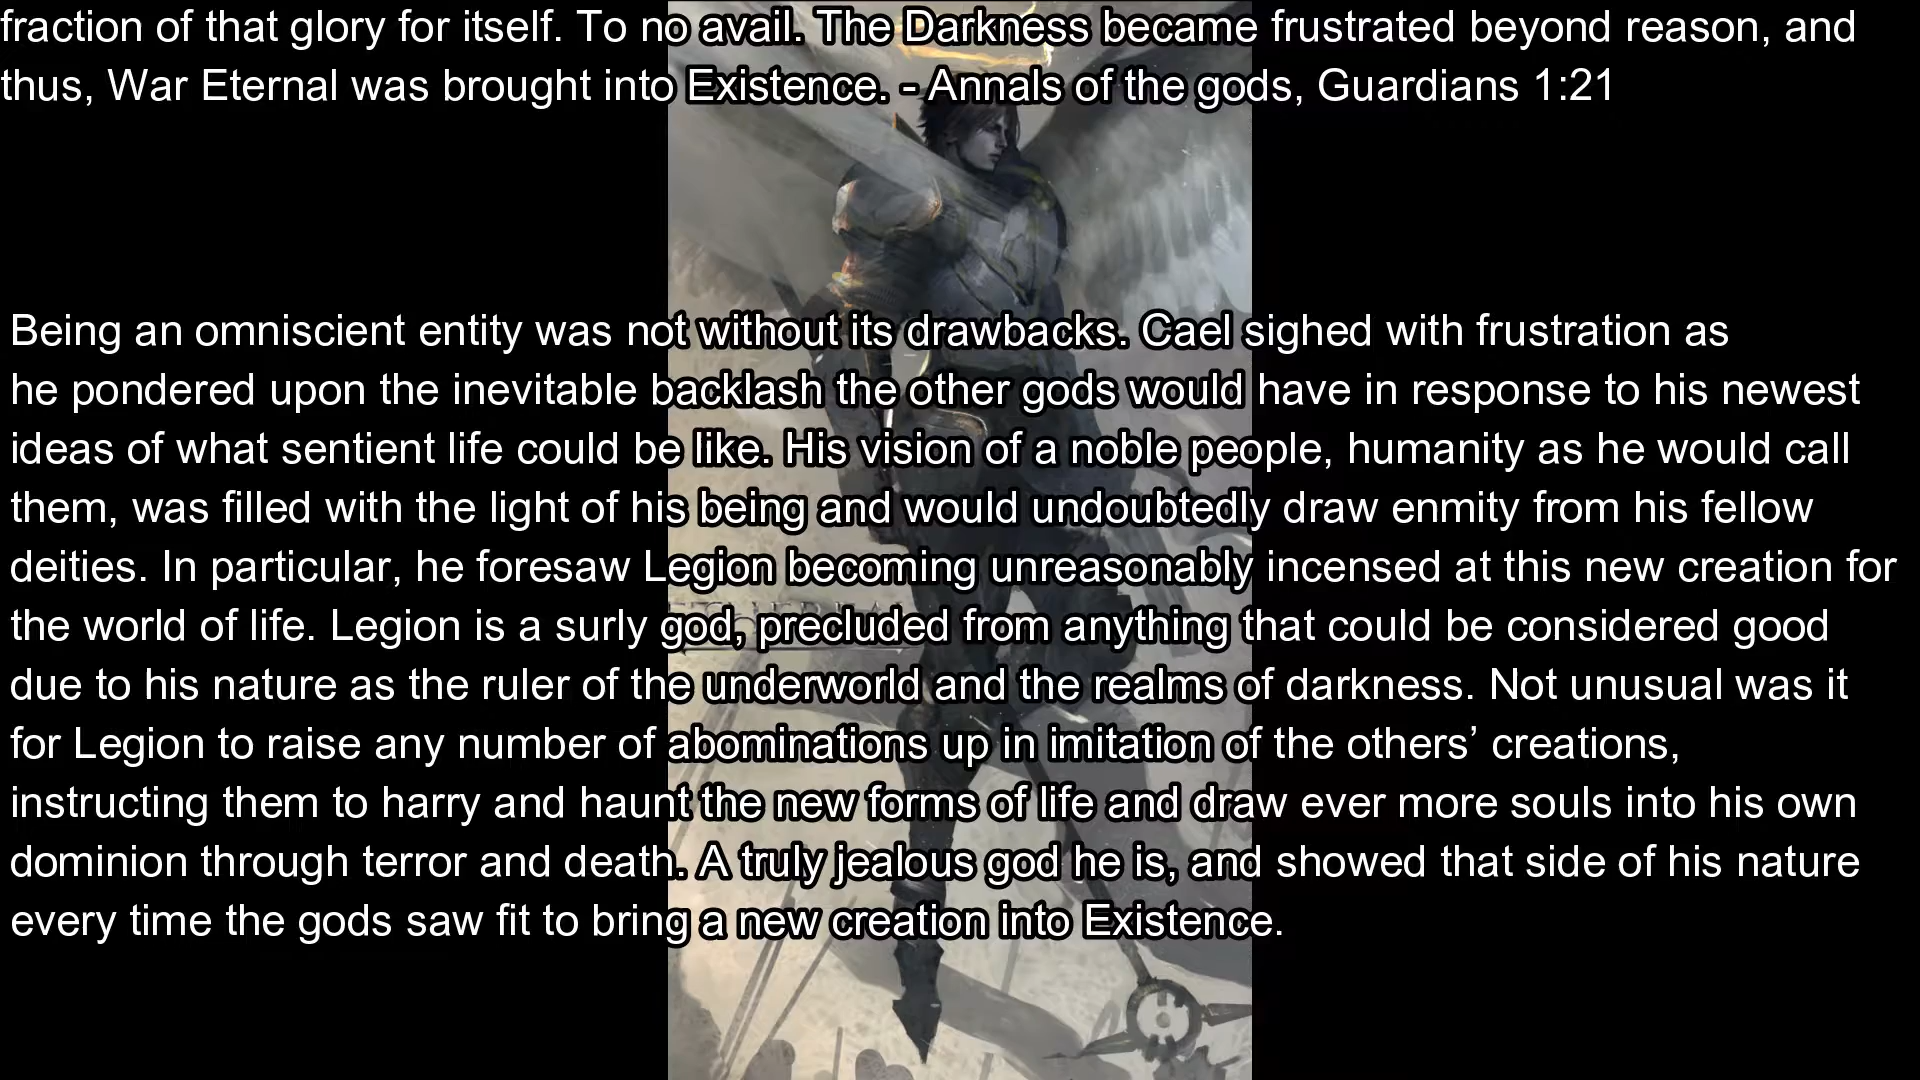 fraction of that glory for itself. To no avail. The Darkness became frustrated beyond reason, and
thus, War Eternal was brought into Existence. - Annals of the gods, Guardians 1:21
Being an omniscient entity was not without its drawbacks. Cael sighed with frustration as
he pondered upon the inevitable backlash the other gods would have in response to his newest
ideas of what sentient life could be like. His vision of a noble people, humanity as he would call
them, was filled with the light of his being and would undoubtedly draw enmity from his fellow
deities. In particular, he foresaw Legion becoming unreasonably incensed at this new creation for
the world of life. Legion is a surly god, precluded from anything that could be considered good
due to his nature as the ruler of the underworld and the realms of darkness. Not unusual was it
for Legion to raise any number of abominations up in imitation of the others’ creations,
instructing them to harry and haunt the new forms of life and draw ever more souls into his own
dominion through terror and death. A truly jealous god he is, and showed that side of his nature
every time the gods saw fit to bring a new creation into Existence.